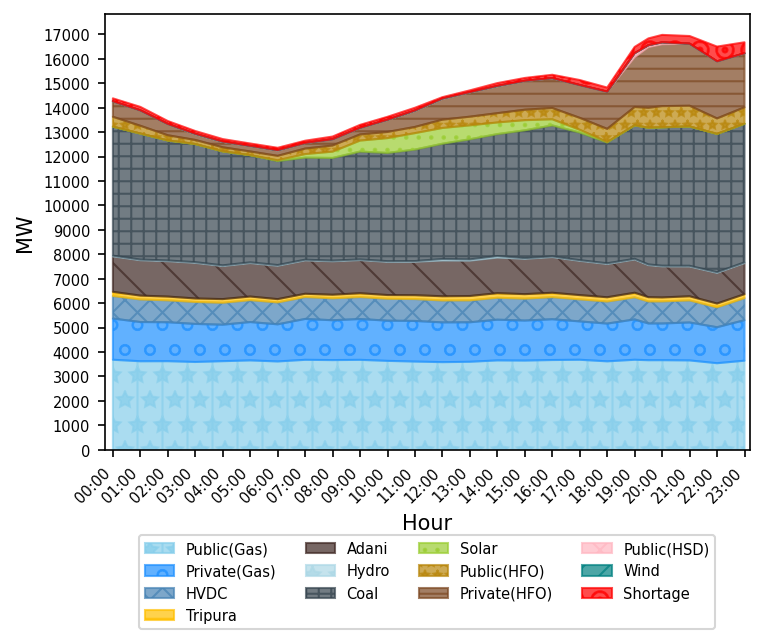 17000
16000
15000
14000
13000
12000
11000
10000
9000
8000
7000
6000
5000
4000
3000
2000
1000
0
MW
00:00 01:00 02:00 03:00 04:00 05:00 06:00 07:00 08:00 09:00 10:00 11:00 12:00 13:00 14:00 15:00 16:00 17:00 18:00 19:00 20:00 21:00 22:00 23:00
Hour
Public(Gas) Adani Solar Public(HSD)
Private(Gas) Hydro Public(HFO) Wind
HVDC Coal Private(HFO) Shortage
Tripura